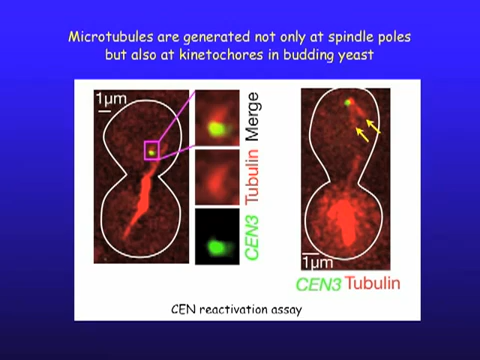 Microtubules are generated not only at spindle poles
but also at kinetochores in budding yeast
1µm
CEN3 Tubulin Merge
1µm
CEN3 Tubulin
CEN reactivation assay